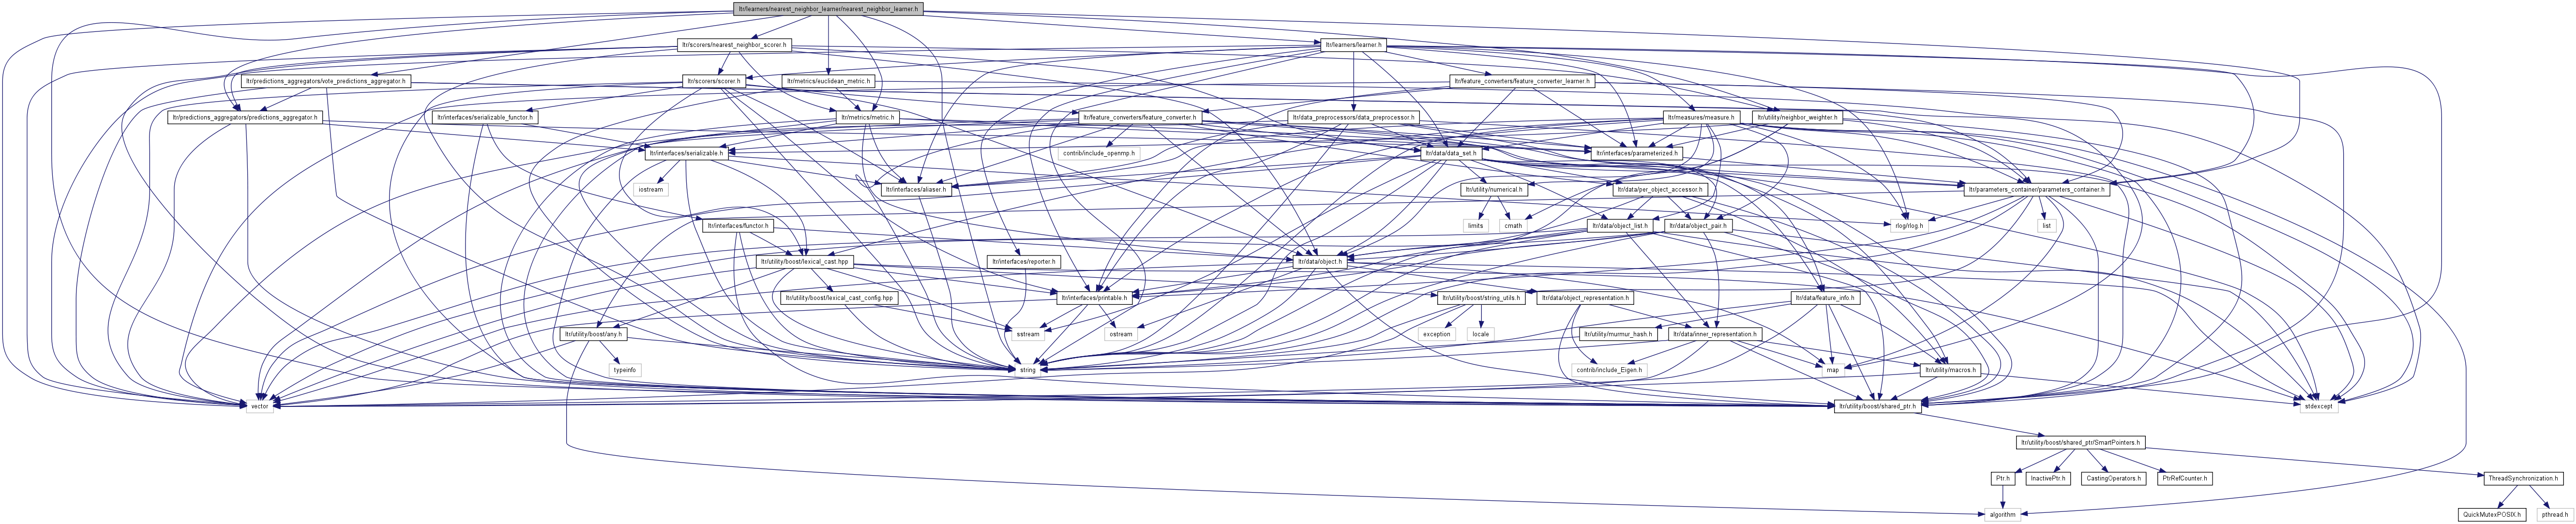 ltr/learners/nearest_neighbor_learner/nearest_neighbor_learner.h
ltr/scorers/nearest_neighbor_scorer.h
ltr/learners/learner.h
ltr/predictions_aggregators/vote_predictions_aggregator.h
ltr/scorers/scorer.h
ltr/metrics/euclidean_metric.h
ltr/feature_converters/feature_converter_learner.h
ltr/predictions_aggregators/predictions_aggregator.h
ltr/interfaces/serializable_functor.h
ltr/metrics/metric.h
ltr/feature_converters/feature_converter.h
ltr/data_preprocessors/data_preprocessor.h
ltr/measures/measure.h
ltr/utility/neighbor_weighter.h
ltr/interfaces/serializable.h
contrib/include_openmp.h
ltr/data/data_set.h
ltr/interfaces/parameterized.h
iostream
ltr/interfaces/aliaser.h
ltr/utility/numerical.h
ltr/data/per_object_accessor.h
ltr/parameters_container/parameters_container.h
ltr/interfaces/functor.h
limits
cmath
ltr/data/object_list.h
ltr/data/object_pair.h
rlog/rlog.h
list
ltr/utility/boost/lexical_cast.hpp
ltr/interfaces/reporter.h
ltr/data/object.h
ltr/utility/boost/lexical_cast_config.hpp
ltr/interfaces/printable.h
ltr/utility/boost/string_utils.h
ltr/data/object_representation.h
ltr/data/feature_info.h
ltr/utility/boost/any.h
sstream
ostream
exception
locale
ltr/utility/murmur_hash.h
ltr/data/inner_representation.h
typeinfo
string
contrib/include_Eigen.h
map
ltr/utility/macros.h
vector
ltr/utility/boost/shared_ptr.h
stdexcept
ltr/utility/boost/shared_ptr/SmartPointers.h
Ptr.h
InactivePtr.h
CastingOperators.h
PtrRefCounter.h
ThreadSynchronization.h
algorithm
QuickMutexPOSIX.h
pthread.h